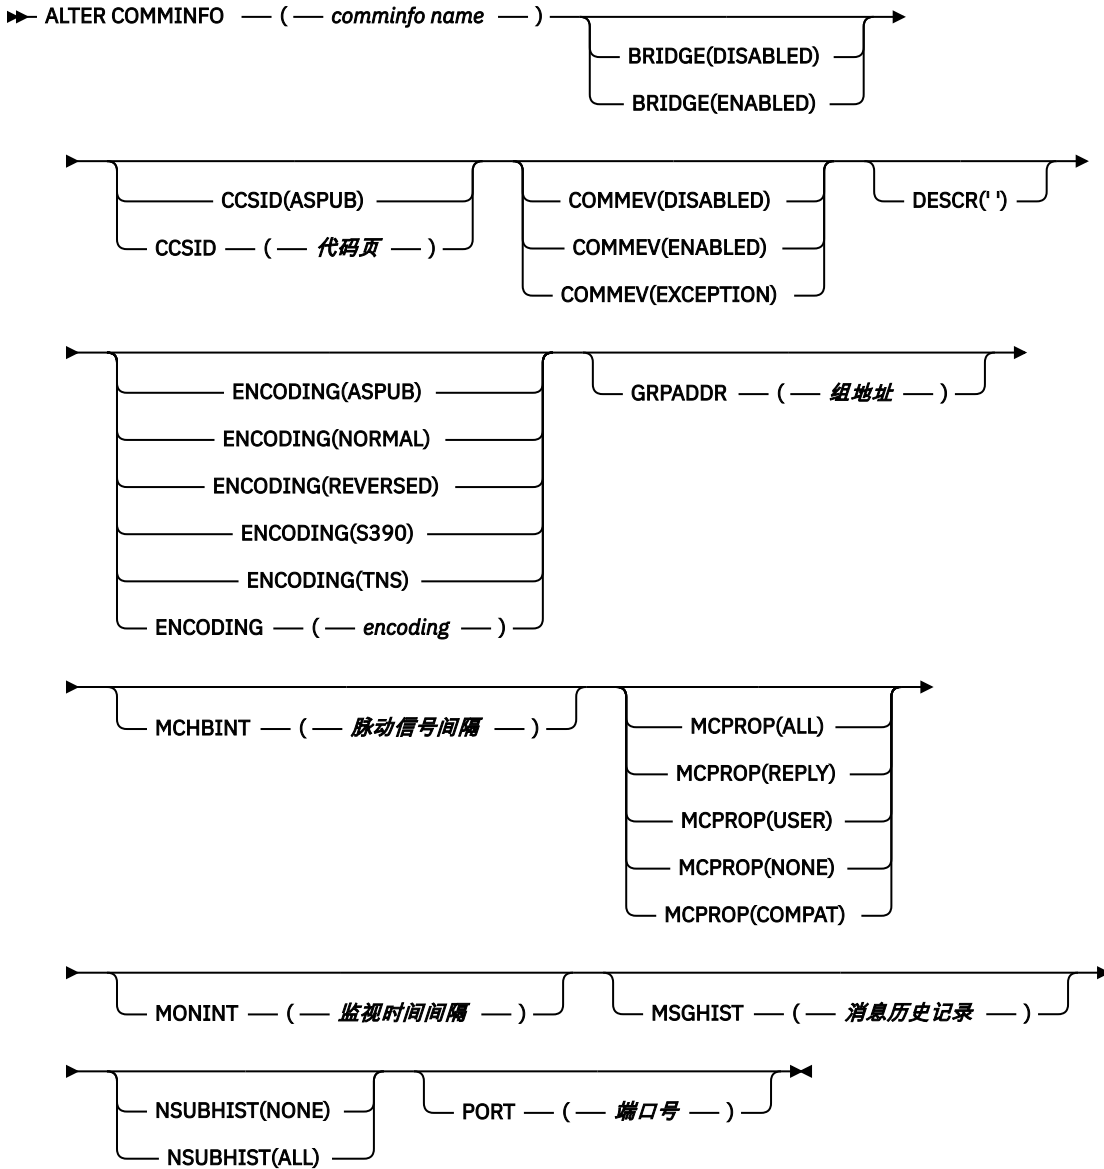 ALTER COMMINFO ( comminfo name )
BRIDGE(DISABLED)
BRIDGE(ENABLED)
CCSID(ASPUB)
CCSID ( 代码页 )
COMMEV(DISABLED)
COMMEV(ENABLED)
COMMEV(EXCEPTION)
DESCR(' ')
ENCODING(ASPUB)
ENCODING(NORMAL)
ENCODING(REVERSED)
ENCODING(S390)
ENCODING(TNS)
ENCODING ( encoding )
GRPADDR ( 组地址 )
MCHBINT ( 脉动信号间隔 )
MCPROP(ALL)
MCPROP(REPLY)
MCPROP(USER)
MCPROP(NONE)
MCPROP(COMPAT)
MONINT ( 监视时间间隔 )
MSGHIST ( 消息历史记录 )
NSUBHIST(NONE)
NSUBHIST(ALL)
PORT ( 端口号 )